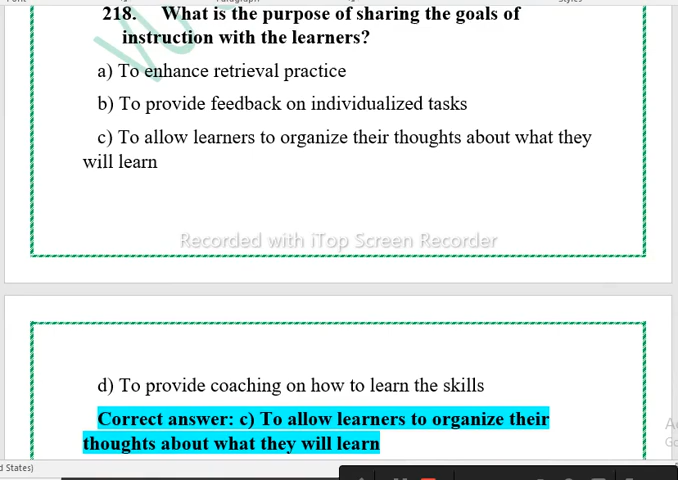 218. What is the purpose of sharing the goals of
instruction with the learners?
a) To enhance retrieval practice
b) To provide feedback on individualized tasks
c) To allow learners to organize their thoughts about what they
will learn
Recorded with iTop Screen Recorder
d) To provide coaching on how to learn the skills
Correct answer: c) To allow learners to organize their
thoughts about what they will learn
d States)